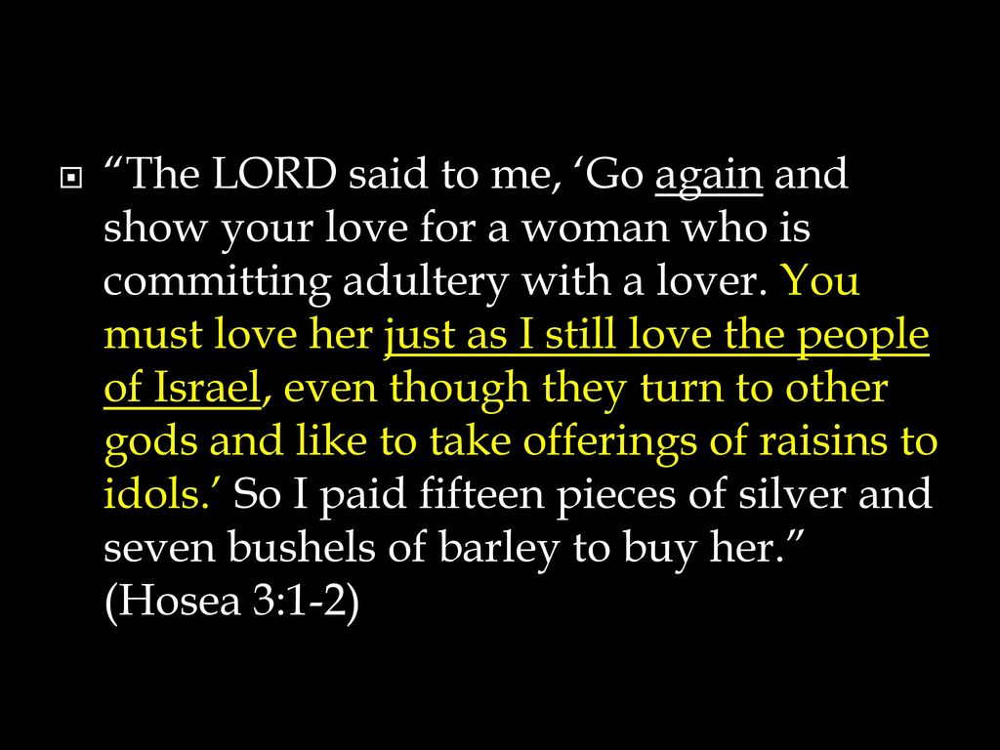 “The LORD said to me, ‘Go again and
show your love for a woman who is
committing adultery with a lover. You
must love her just as I still love the people
of Israel, even though they turn to other
gods and like to take offerings of raisins to
idols.’ So I paid fifteen pieces of silver and
seven bushels of barley to buy her.”
(Hosea 3:1-2)